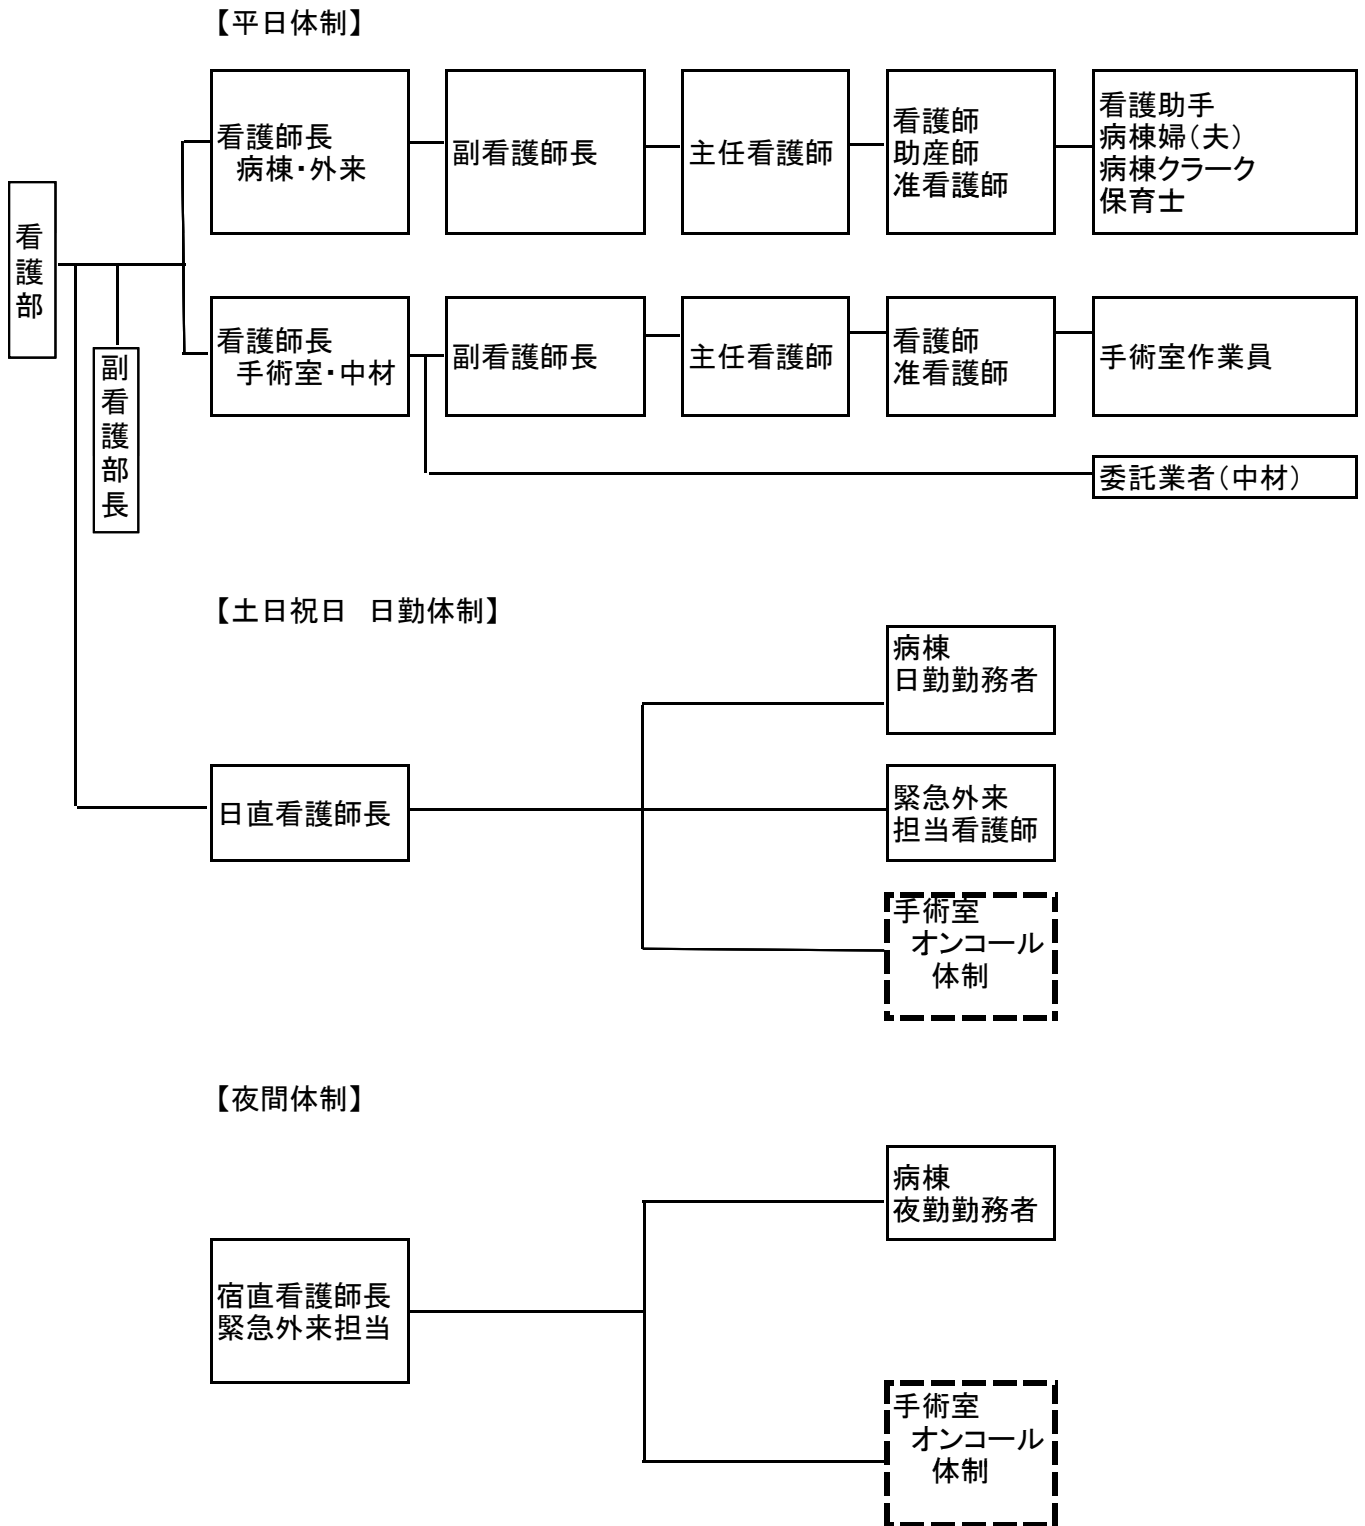 【平日体制】
看護部
副看護部長
看護師長
病棟・外来
副看護師長
主任看護師
看護師
助産師
准看護師
看護助手
病棟婦(夫)
病棟クラーク
保育士
看護師長
手術室・中材
副看護師長
主任看護師
看護師
准看護師
手術室作業員
委託業者(中材)
【土日祝日　日勤体制】
日直看護師長
病棟
日勤勤務者
緊急外来
担当看護師
手術室
オンコール
体制
【夜間体制】
宿直看護師長
緊急外来担当
病棟
夜勤勤務者
手術室
オンコール
体制